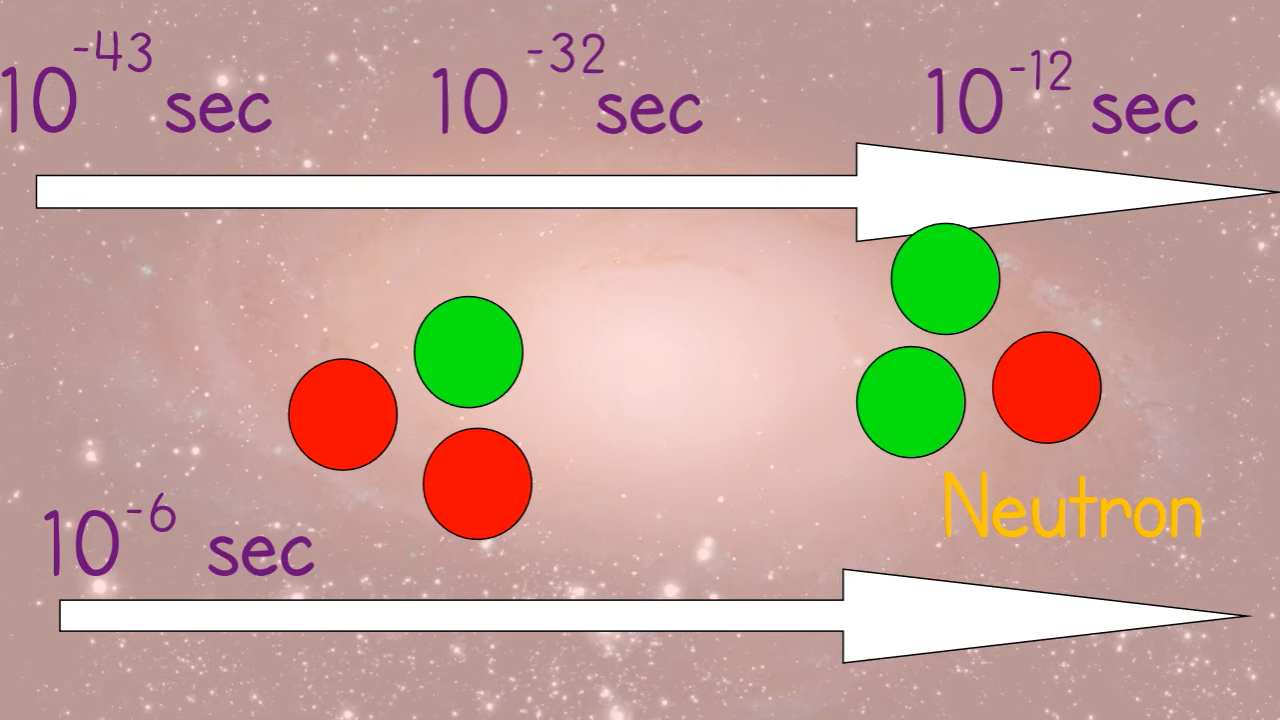 10⁻⁴³ sec 10⁻³² sec 10⁻¹² sec
Neutron
10⁻⁶ sec